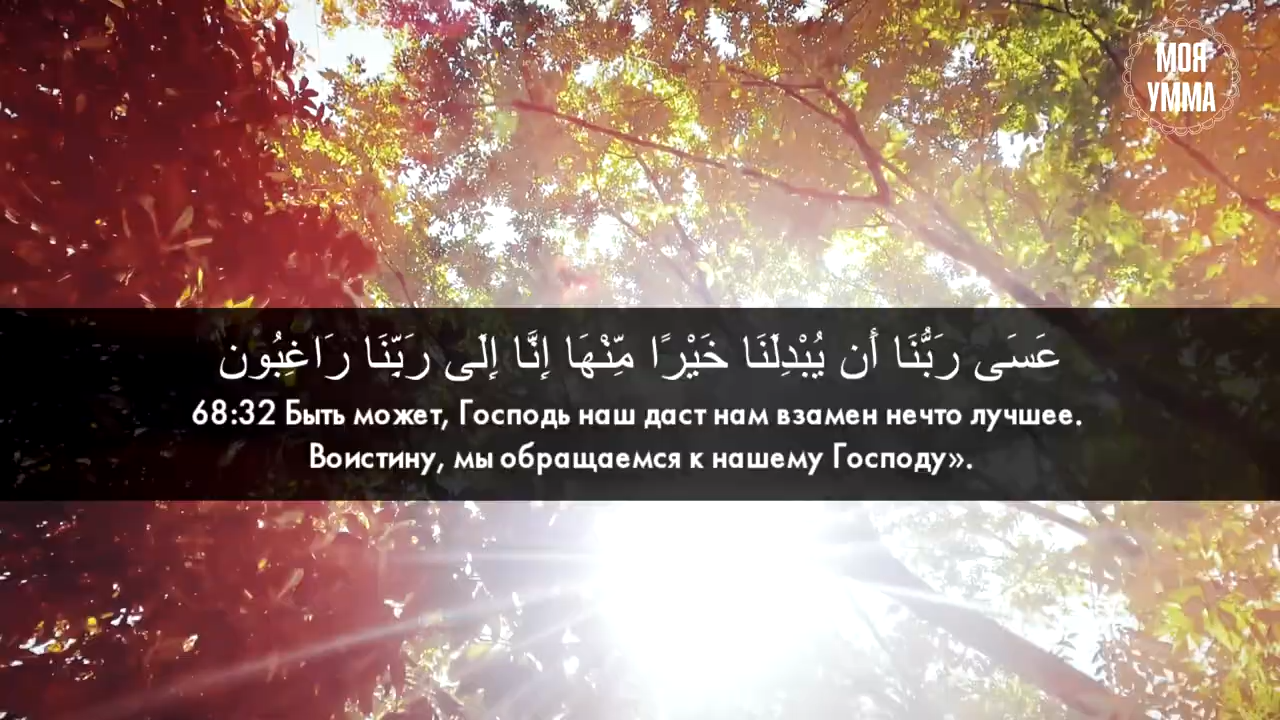 МОЯ
УММА
عَسَى رَبُّنَا أَن يُبْدِلَنَا خَيْرًا مِّنْهَا إِنَّا إِلَى رَبِّنَا رَاغِبُون
68:32 Быть может, Господь наш даст нам взамен нечто лучшее.
Воистину, мы обращаемся к нашему Господу».